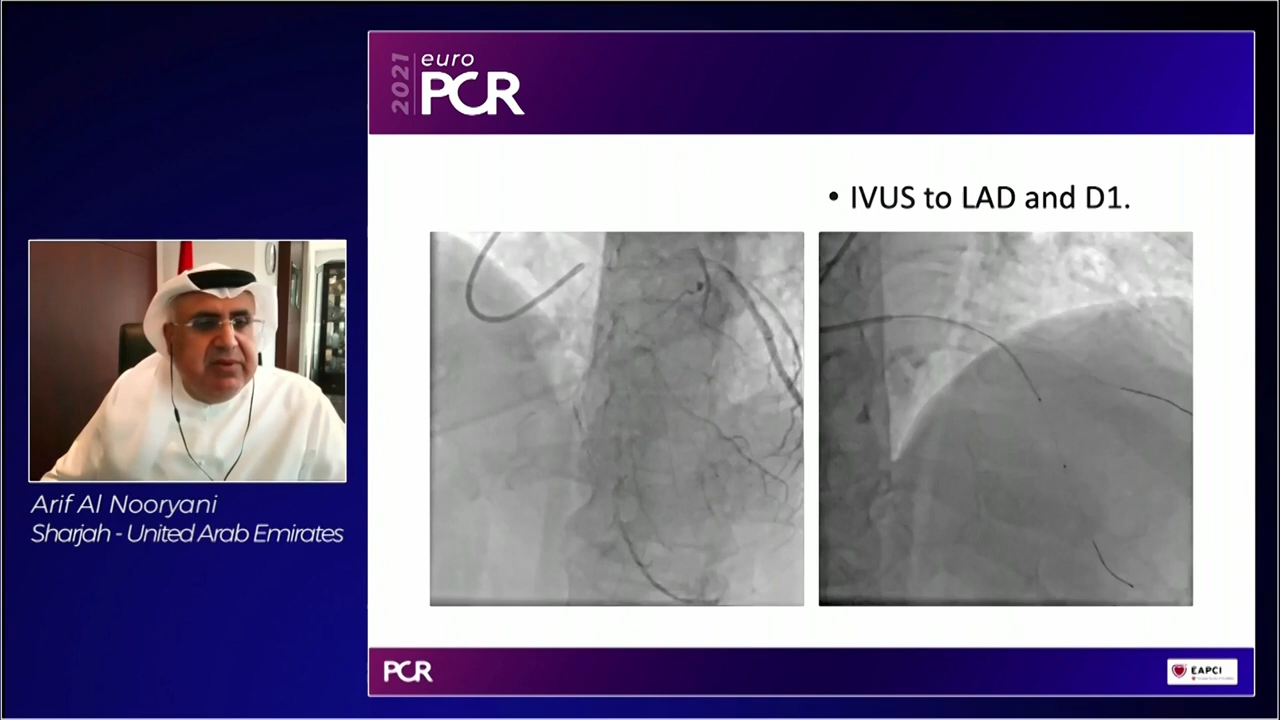 2021
euro
PCR
• IVUS to LAD and D1.
Arif Al Nooryani
Sharjah - United Arab Emirates
PCR
EAPCI